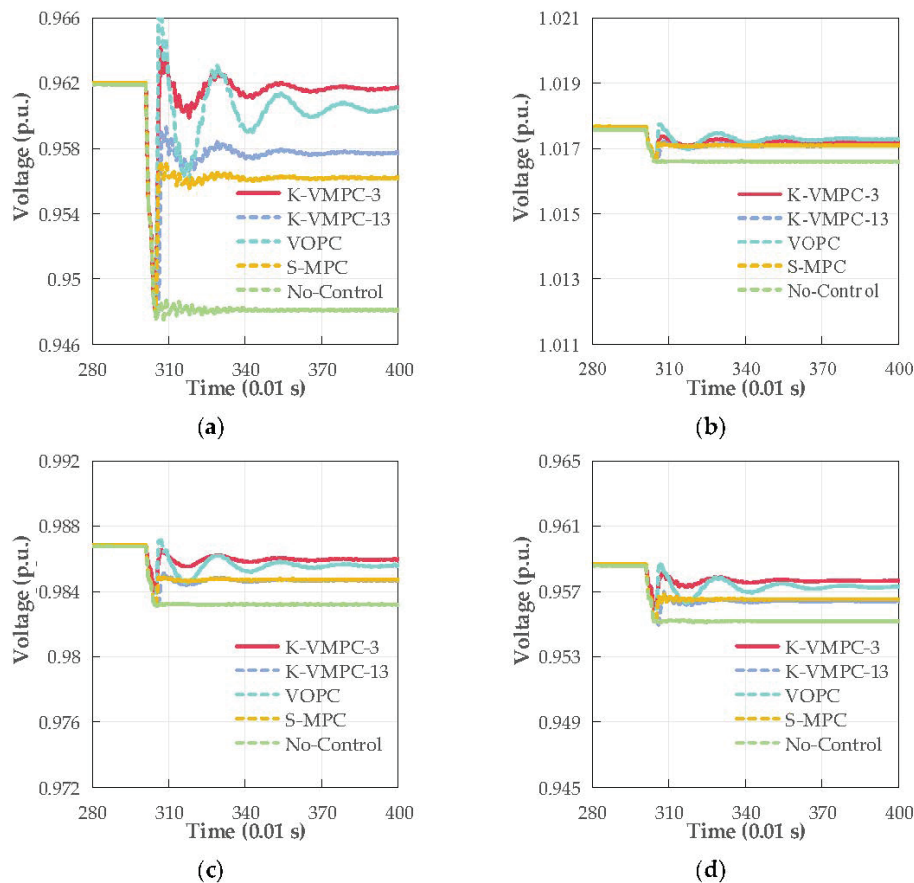 0.966
0.962
0.958
0.954
0.95
0.946
Voltage (p.u.)
K-VMPC-3
K-VMPC-13
VOPC
S-MPC
No-Control
280 310 340 370 400
Time (0.01 s)
(a)
1.021
1.019
1.017
1.015
1.013
1.011
Voltage (p.u.)
K-VMPC-3
K-VMPC-13
VOPC
S-MPC
No-Control
280 310 340 370 400
Time (0.01 s)
(b)
0.992
0.988
0.984
0.98
0.976
0.972
Voltage (p.u.)
K-VMPC-3
K-VMPC-13
VOPC
S-MPC
No-Control
280 310 340 370 400
Time (0.01 s)
(c)
0.965
0.961
0.957
0.953
0.949
0.945
Voltage (p.u.)
K-VMPC-3
K-VMPC-13
VOPC
S-MPC
No-Control
280 310 340 370 400
Time (0.01 s)
(d)